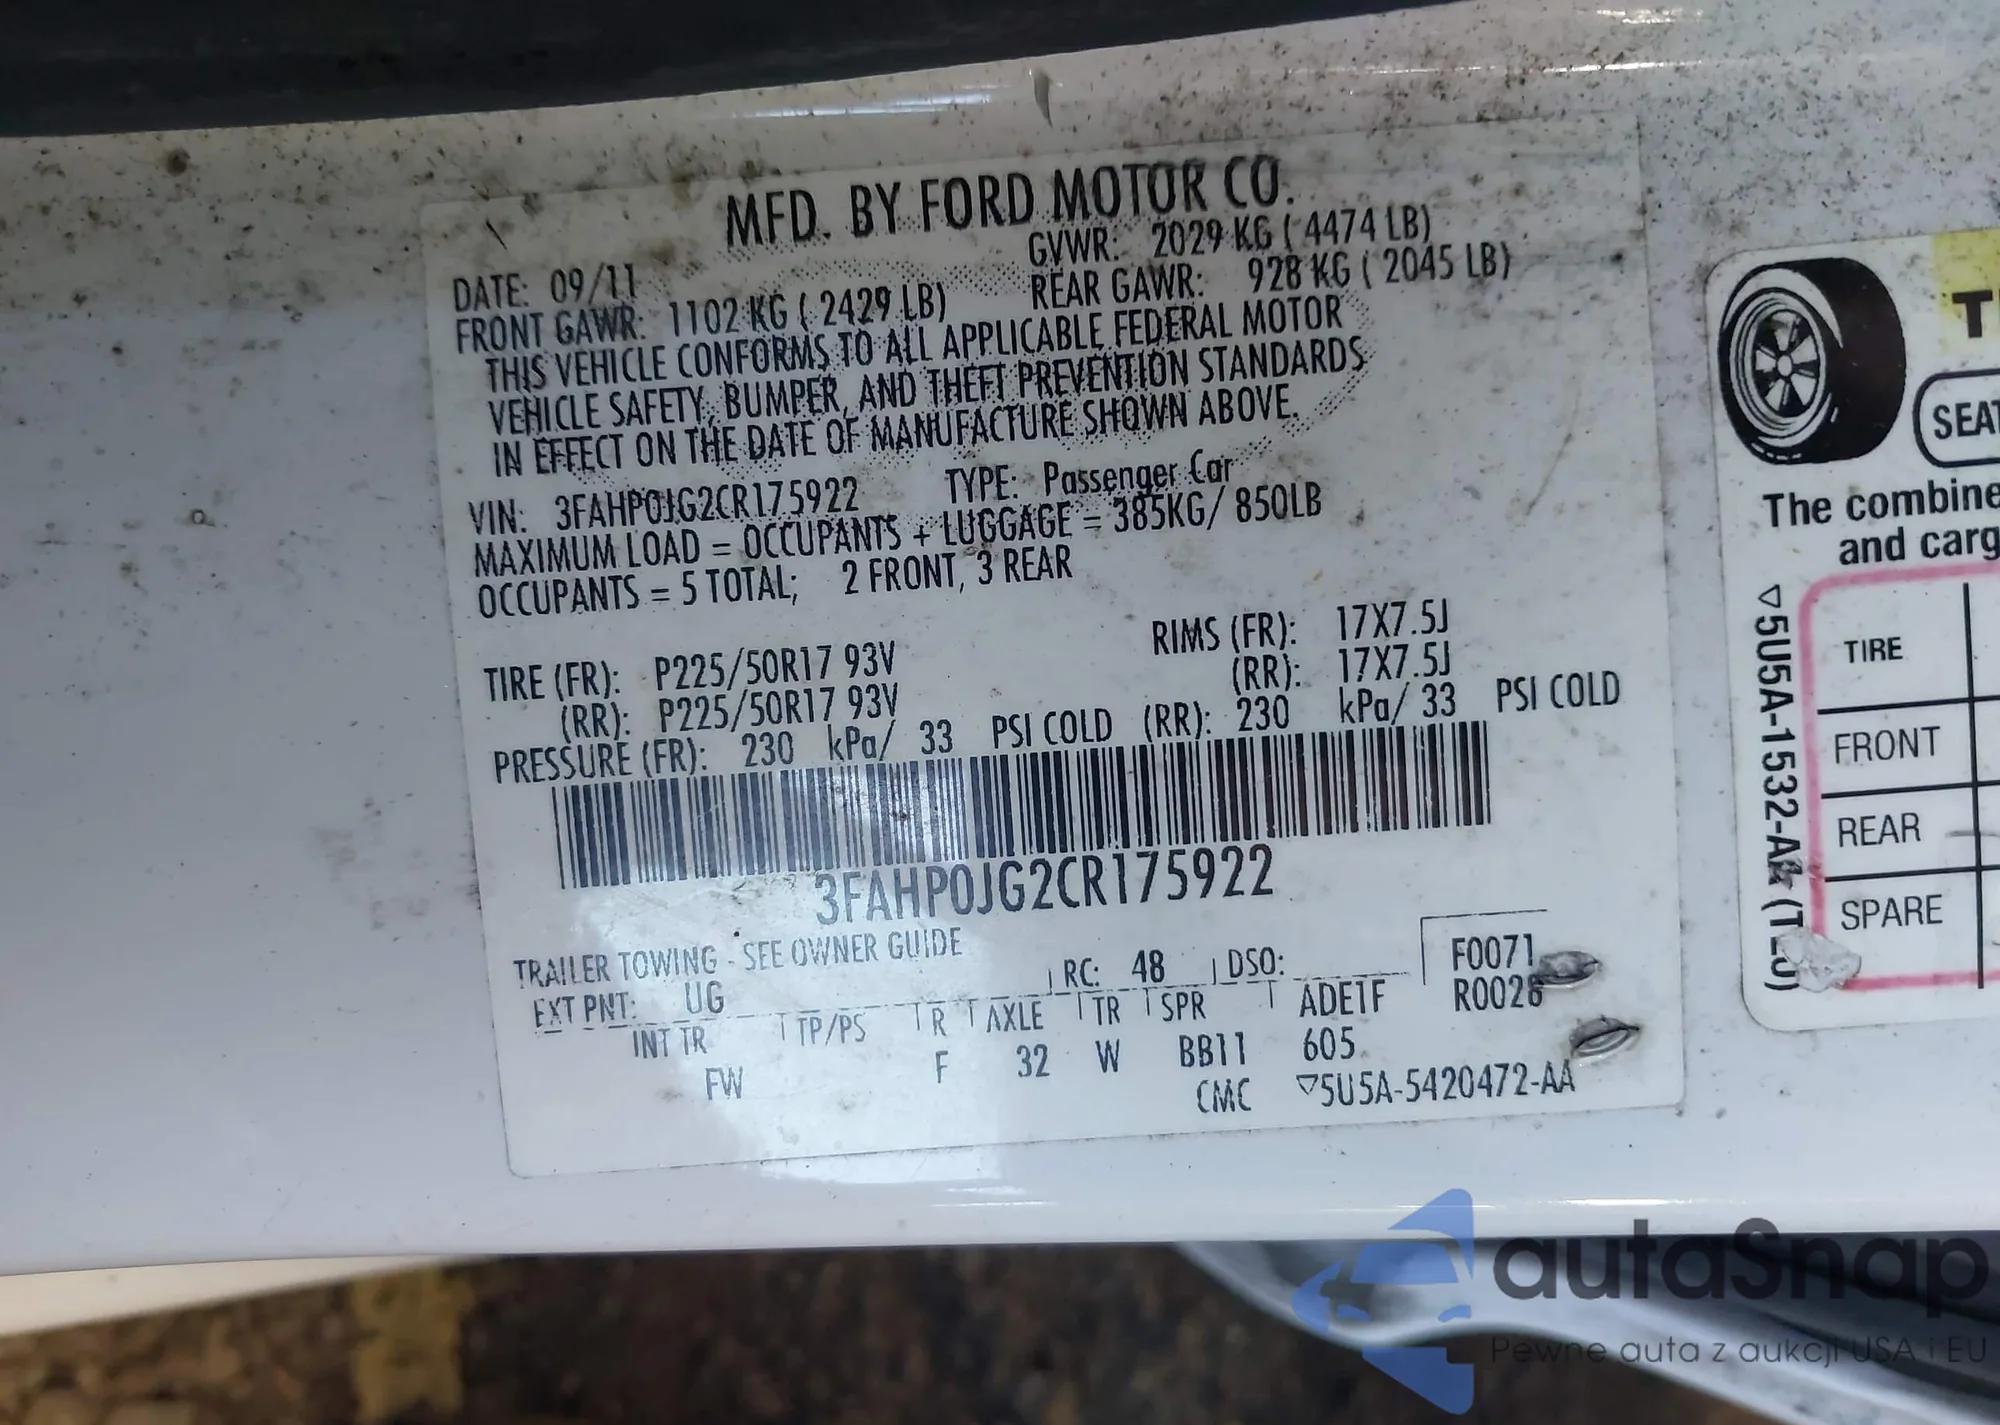 MFD. BY FORD MOTOR CO.
DATE: 09/11 GVWR: 2029 KG ( 4474 LB)
FRONT GAWR: 1102 KG ( 2429 LB) REAR GAWR: 928 KG ( 2045 LB)
THIS VEHICLE CONFORMS TO ALL APPLICABLE FEDERAL MOTOR
VEHICLE SAFETY, BUMPER, AND THEFT PREVENTION STANDARDS
IN EFFECT ON THE DATE OF MANUFACTURE SHOWN ABOVE.
VIN: 3FAHP0JG2CR175922 TYPE: Passenger Car
MAXIMUM LOAD = OCCUPANTS + LUGGAGE = 385KG/ 850LB
OCCUPANTS = 5 TOTAL; 2 FRONT, 3 REAR
TIRE (FR): P225/50R17 93V RIMS (FR): 17X7.5J
(RR): P225/50R17 93V (RR): 17X7.5J
PRESSURE (FR): 230 kPa/ 33 PSI COLD (RR): 230 kPa/ 33 PSI COLD
3FAHP0JG2CR175922
TRAILER TOWING - SEE OWNER GUIDE
EXT PNT: UG RC: 48 DSO: F0071
R0028
INT TR TP/PS R AXLE TR SPR ADETF
FW F 32 W BB11 605
CMC ▽5U5A-5420472-AA
SEAT
The combine
and carg
TIRE
FRONT
REAR
SPARE
▽5U5A-1532-A
autaSnap
Pewne auta z aukcji USA i EU